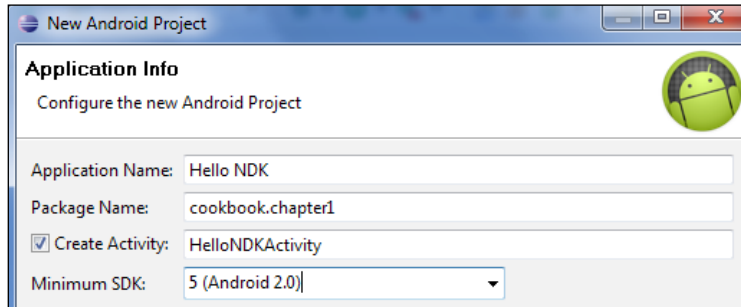 New Android Project
Application Info
Configure the new Android Project
Application Name: Hello NDK
Package Name: cookbook.chapter1
Create Activity: HelloNDKActivity
Minimum SDK: 5 (Android 2.0)